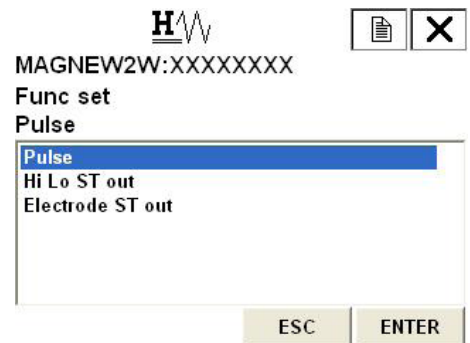 H
MAGNEW2W:XXXXXXXX
Func set
Pulse
Pulse
Hi Lo ST out
Electrode ST out
ESC ENTER